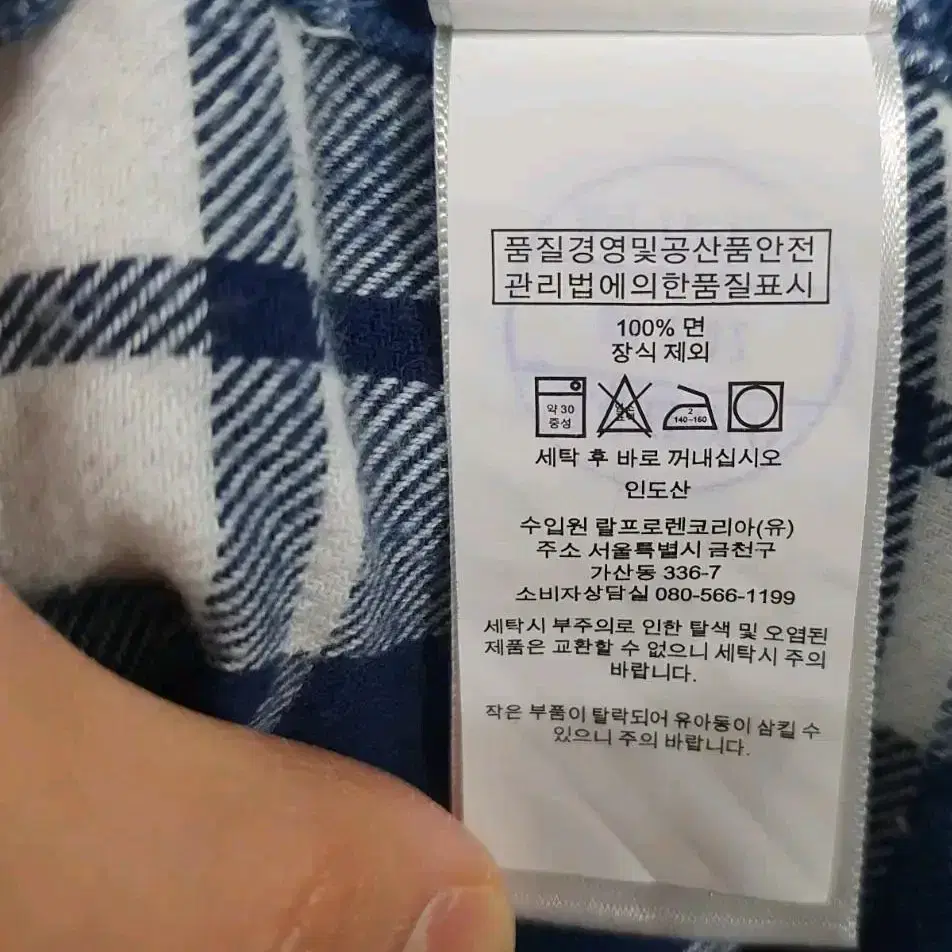 품질경영및공산품안전
관리법에의한품질표시
100% 면
장식 제외
약 30
중성
2
140~160
세탁 후 바로 꺼내십시오
인도산
수입원 랄프로렌코리아(유)
주소 서울특별시 금천구
가산동 336-7
소비자상담실 080-566-1199
세탁시 부주의로 인한 탈색 및 오염된
제품은 교환할 수 없으니 세탁시 주의
바랍니다.
작은 부품이 탈락되어 유아동이 삼킬 수
있으니 주의 바랍니다.